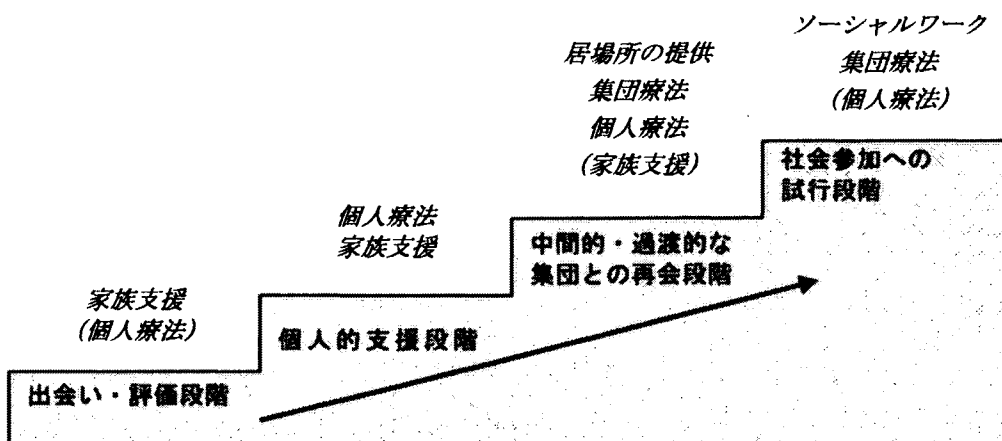 ソーシャルワーク
集団療法
(個人療法)
居場所の提供
集団療法
個人療法
(家族支援)
社会参加への
試行段階
個人療法
家族支援
中間的・過渡的な
集団との再会段階
家族支援
(個人療法)
個人的支援段階
出会い・評価段階